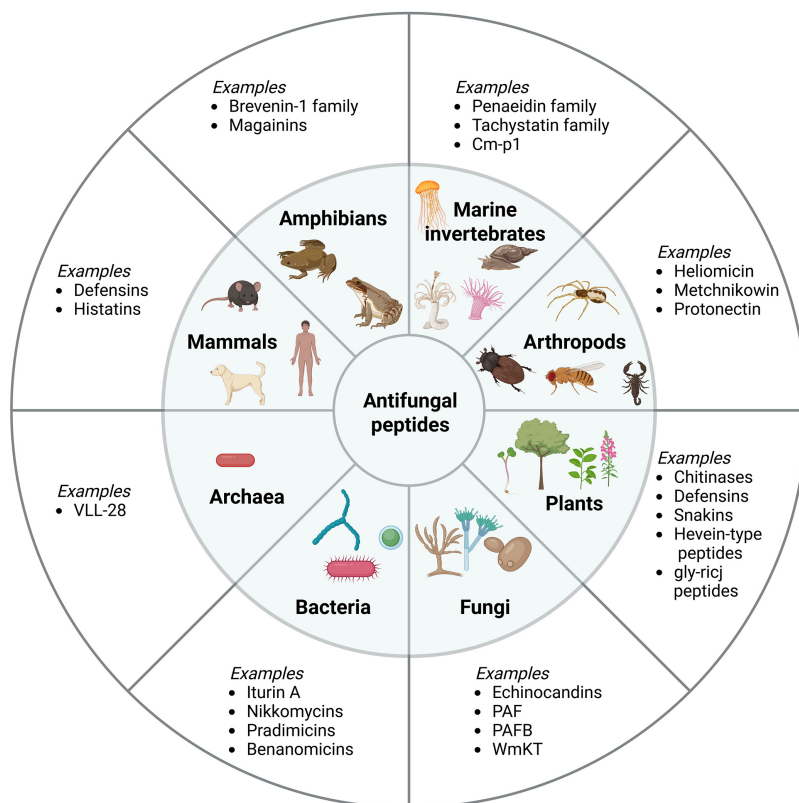 Antifungal
peptides
Amphibians
Examples
• Brevenin-1 family
• Magainins
Marine
invertebrates
Examples
• Penaeidin family
• Tachystatin family
• Cm-p1
Arthropods
Examples
• Heliomicin
• Metchnikowin
• Protonectin
Plants
Examples
• Chitinases
• Defensins
• Snakins
• Hevein-type
peptides
• gly-ricj
peptides
Fungi
Examples
• Echinocandins
• PAF
• PAFB
• WmKT
Bacteria
Examples
• Iturin A
• Nikkomycins
• Pradimicins
• Benanomicins
Archaea
Examples
• VLL-28
Mammals
Examples
• Defensins
• Histatins